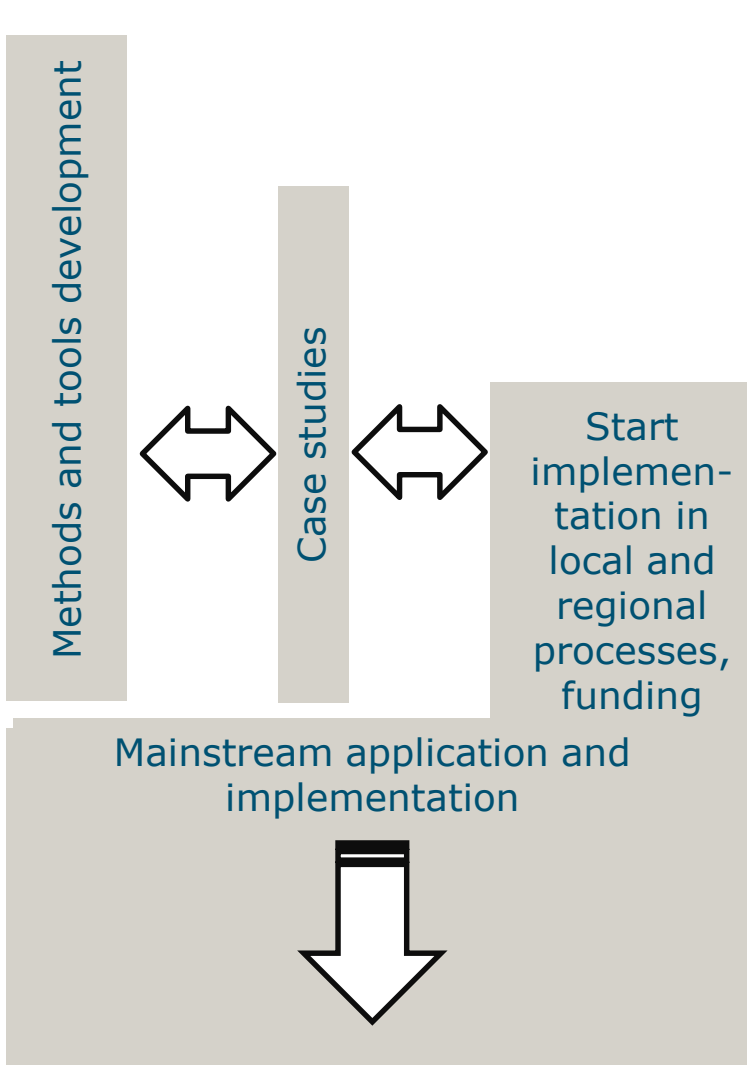 Methods and tools development
Case studies
Start
implemen-
tation in
local and
regional
processes,
funding
Mainstream application and
implementation